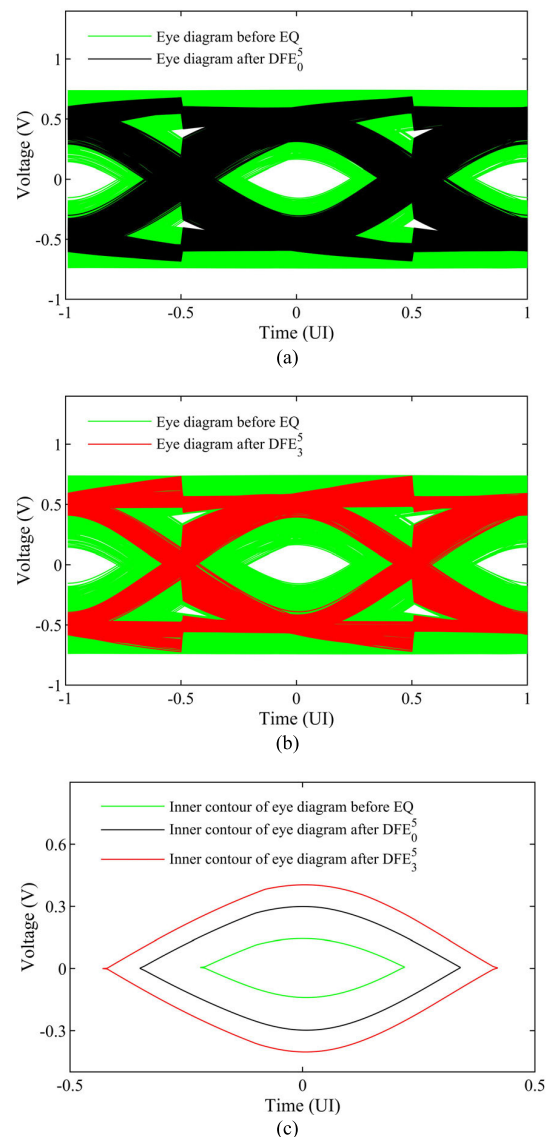 Eye diagram before EQ
Eye diagram after DFE₀⁵
Voltage (V)
1
0.5
0
-0.5
-1
-1 -0.5 0 0.5 1
Time (UI)
(a)
Eye diagram before EQ
Eye diagram after DFE₃⁵
Voltage (V)
1
0.5
0
-0.5
-1
-1 -0.5 0 0.5 1
Time (UI)
(b)
Inner contour of eye diagram before EQ
Inner contour of eye diagram after DFE₀⁵
Inner contour of eye diagram after DFE₃⁵
Voltage (V)
0.6
0.3
0
-0.3
-0.5 0 0.5
Time (UI)
(c)